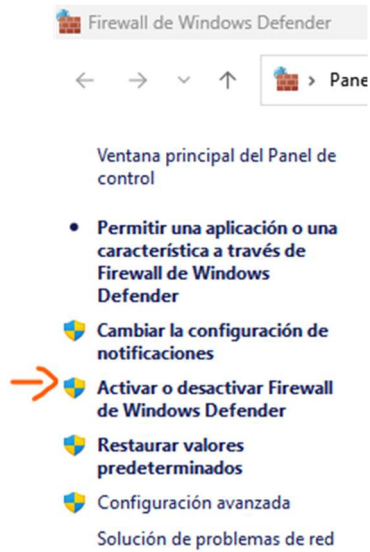 Firewall de Windows Defender
Pane
Ventana principal del Panel de
control
Permitir una aplicación o una
característica a través de
Firewall de Windows
Defender
Cambiar la configuración de
notificaciones
Activar o desactivar Firewall
de Windows Defender
Restaurar valores
predeterminados
Configuración avanzada
Solución de problemas de red